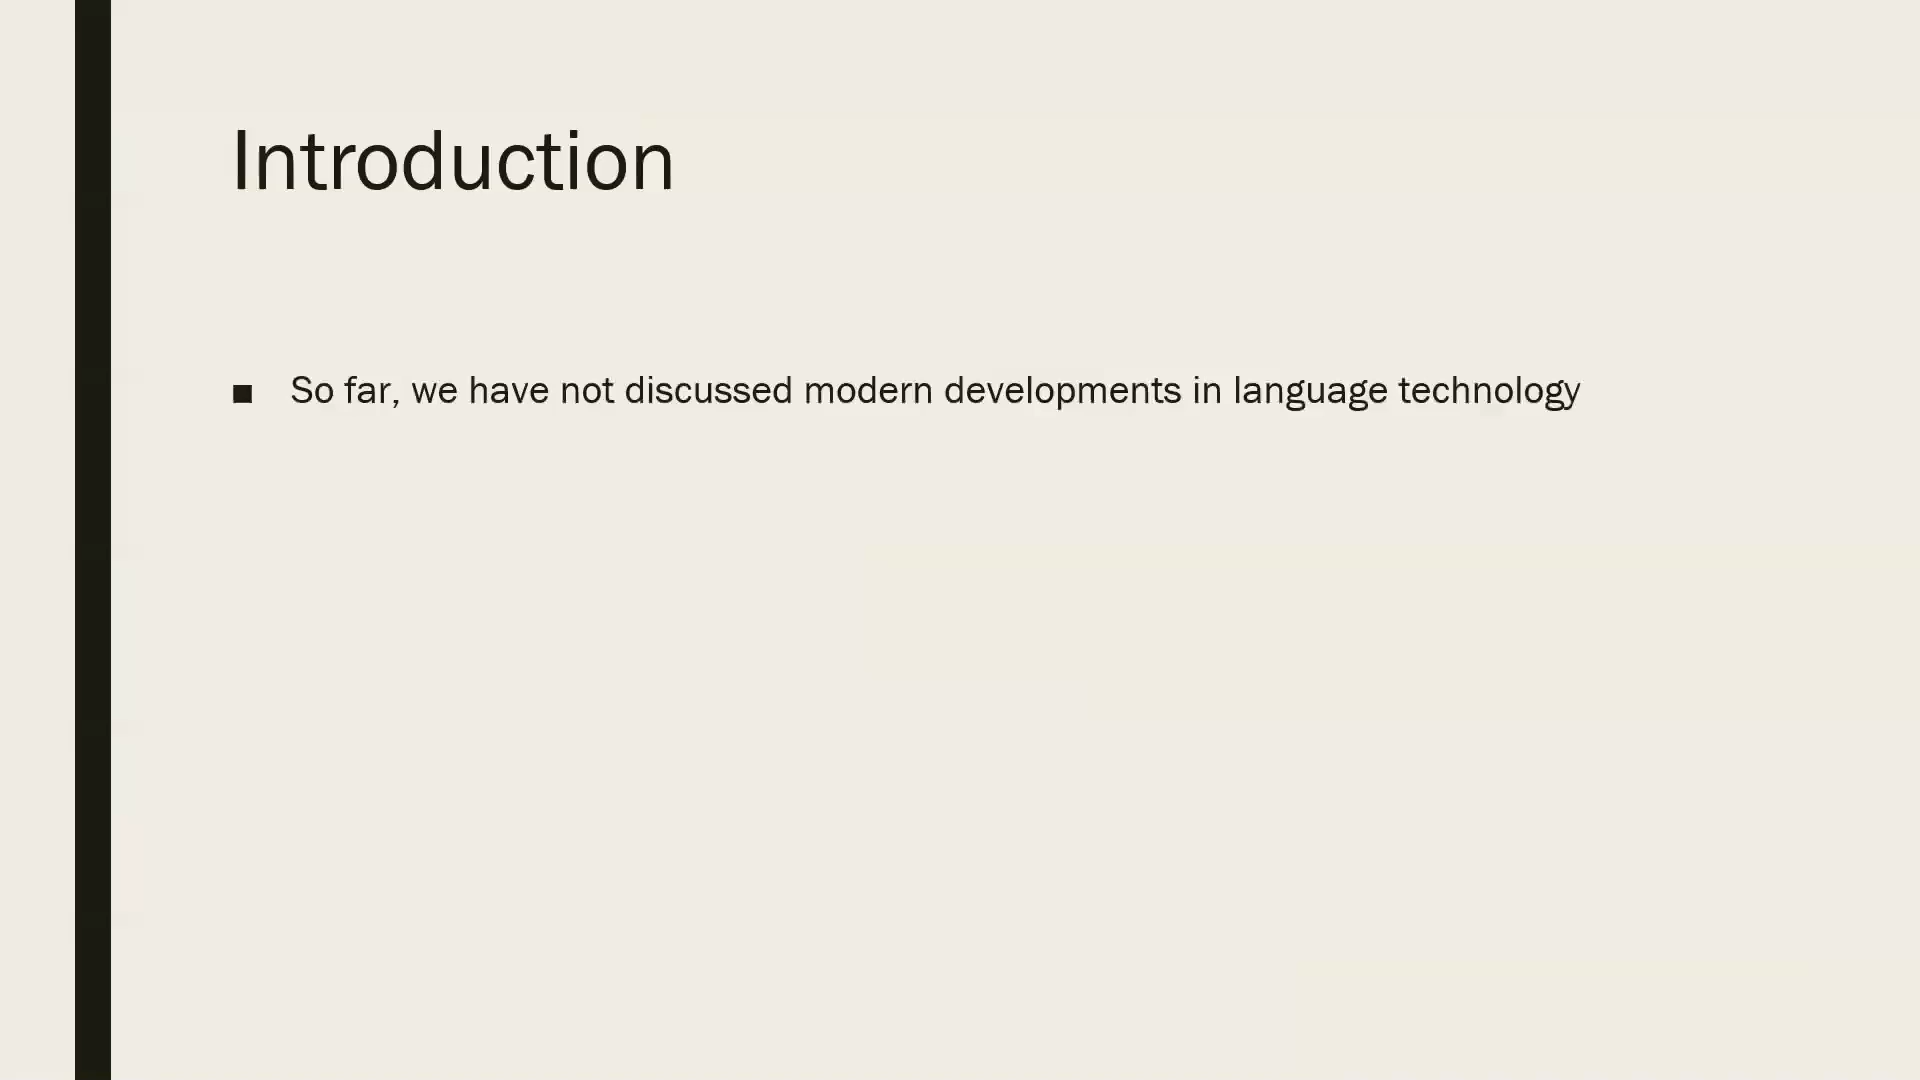 Introduction
■ So far, we have not discussed modern developments in language technology